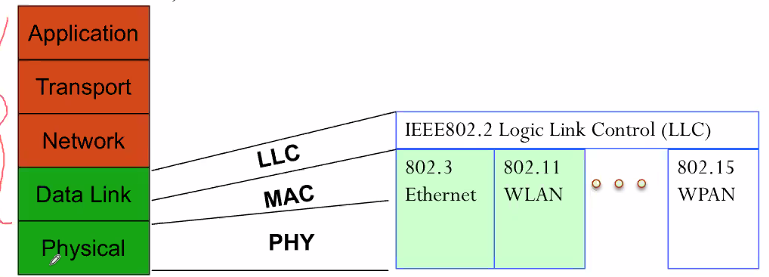 Application
Transport
Network
Data Link
Physical
LLC
MAC
PHY
IEEE802.2 Logic Link Control (LLC)
802.3
Ethernet
802.11
WLAN
802.15
WPAN